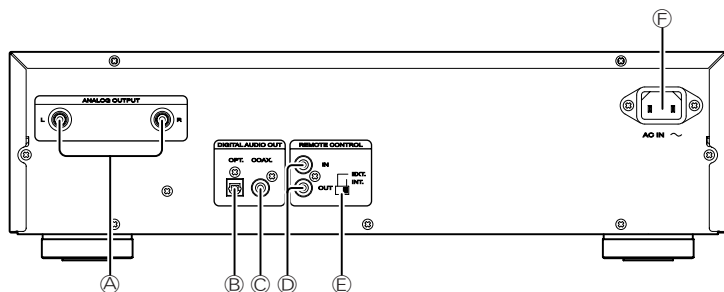 Ⓕ
ANALOG OUTPUT
L
R
AC IN ～
DIGITAL AUDIO OUT
REMOTE CONTROL
OPT.
COAX.
IN
OUT
EXT.
INT.
Ⓐ
Ⓑ
Ⓒ
Ⓓ
Ⓔ